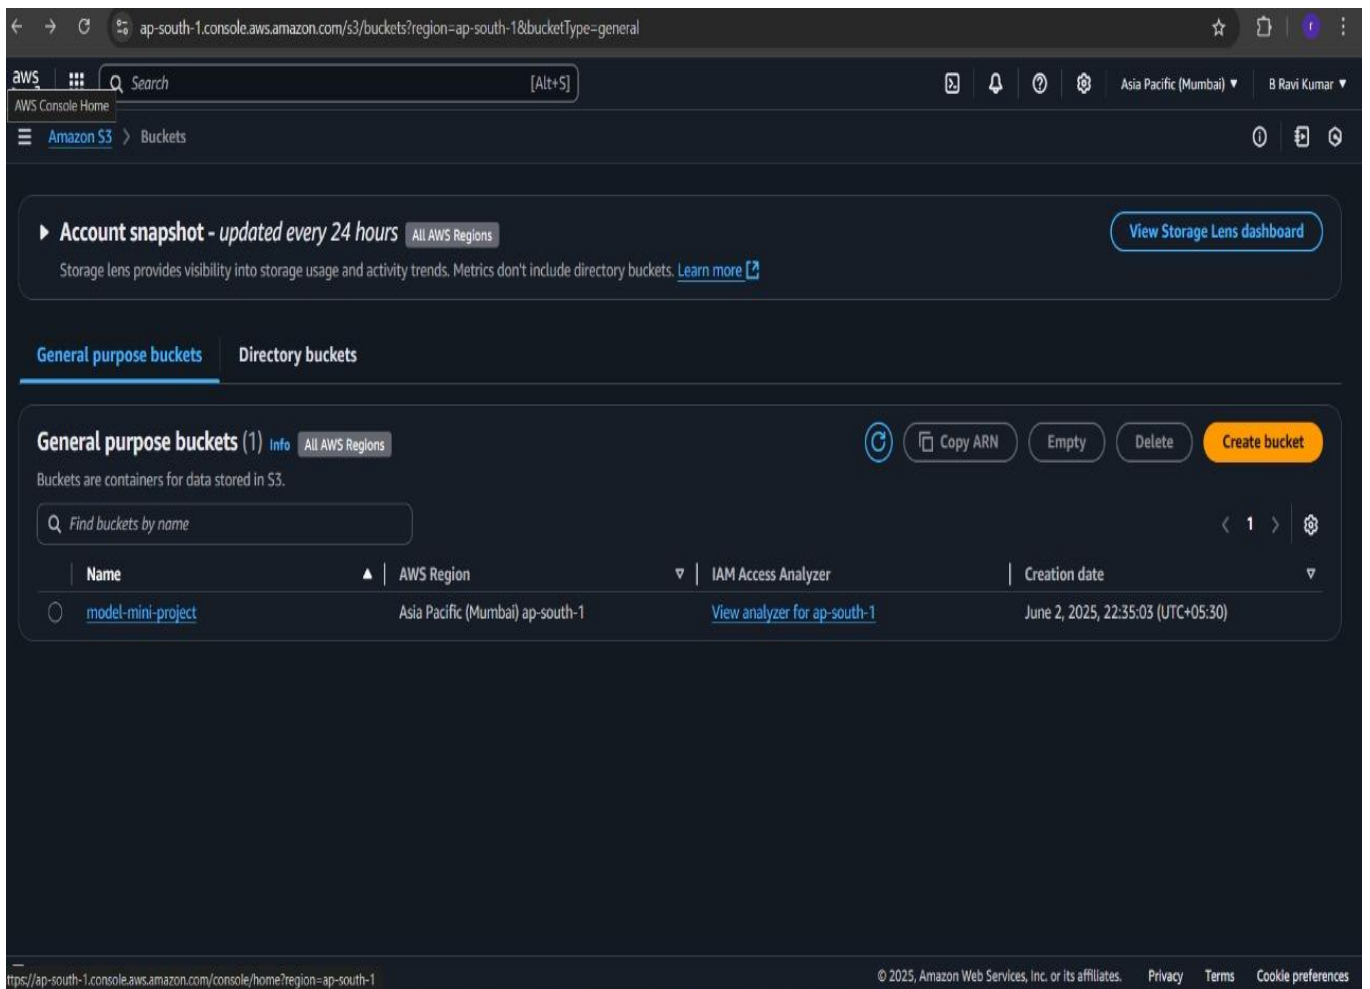 ap-south-1.console.aws.amazon.com/s3/buckets?region=ap-south-1&bucketType=general
r
aws
Search
[Alt+S]
Asia Pacific (Mumbai) ▼
B Ravi Kumar ▼
AWS Console Home
Amazon S3 > Buckets
Account snapshot - updated every 24 hours All AWS Regions
View Storage Lens dashboard
Storage lens provides visibility into storage usage and activity trends. Metrics don't include directory buckets. Learn more
General purpose buckets
Directory buckets
General purpose buckets (1) Info All AWS Regions
Copy ARN
Empty
Delete
Create bucket
Buckets are containers for data stored in S3.
Find buckets by name
1
Name
AWS Region
IAM Access Analyzer
Creation date
model-mini-project
Asia Pacific (Mumbai) ap-south-1
View analyzer for ap-south-1
June 2, 2025, 22:35:03 (UTC+05:30)
ttps://ap-south-1.console.aws.amazon.com/console/home?region=ap-south-1
© 2025, Amazon Web Services, Inc. or its affiliates.
Privacy
Terms
Cookie preferences